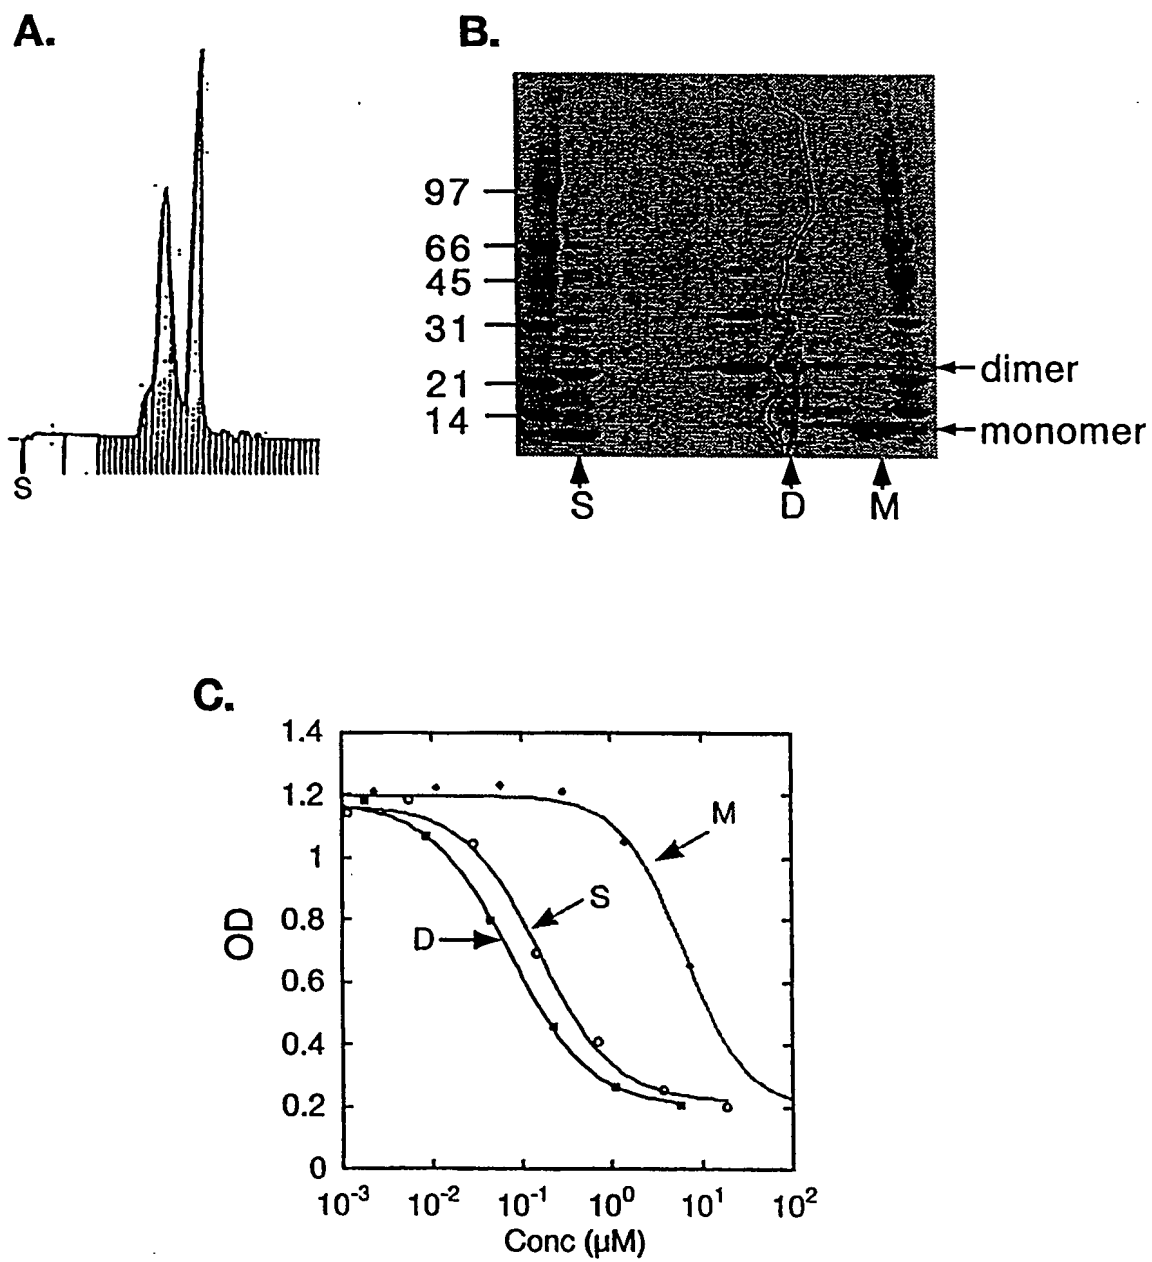 A.
S
B.
97
66
45
31
21
14
dimer
monomer
S D M
C.
1.4
1.2
1
0.8
0.6
0.4
0.2
0
OD
M
S
D
10⁻³ 10⁻² 10⁻¹ 10⁰ 10¹ 10²
Conc (µM)